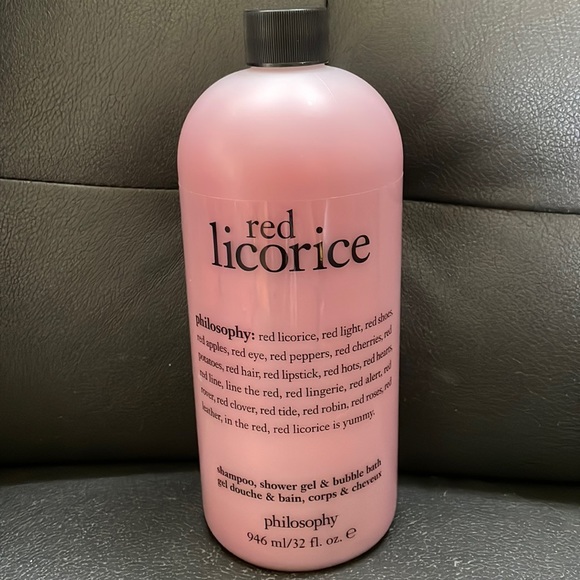 red
licorice
philosophy: red licorice, red light, red shoes,
red apples, red eye, red peppers, red cherries, red
potatoes, red hair, red lipstick, red hots, red hearts,
red line, line the red, red lingerie, red alert, red
rover, red clover, red tide, red robin, red roses, red
leather, in the red, red licorice is yummy.
shampoo, shower gel & bubble bath
gel douche & bain, corps & cheveux
philosophy
946 ml/32 fl. oz. ℮